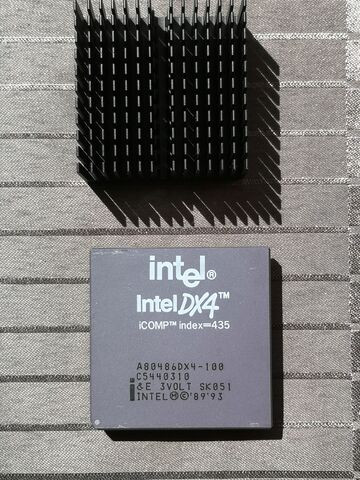 intel®
Intel DX4™
iCOMP™ index=435
A80486DX4-100
C5440310
i &E 3VOLT SK051
INTEL Ⓜ©'89'93